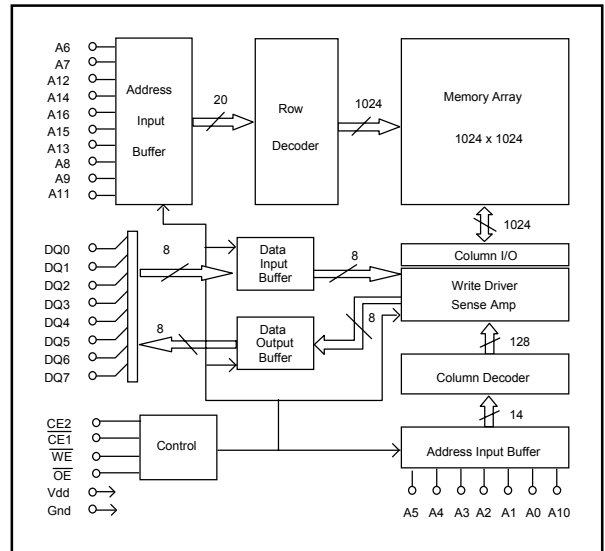 A6
A7
A12
A14
A16
A15
A13
A8
A9
A11
Address
Input
Buffer
20
Row
Decoder
1024
Memory Array
1024 x 1024
1024
DQ0
DQ1
DQ2
DQ3
DQ4
DQ5
DQ6
DQ7
8
Data
Input
Buffer
8
Column I/O
Write Driver
Sense Amp
8
Data
Output
Buffer
8
128
Column Decoder
14
Address Input Buffer
CE2
CE1
WE
OE
Vdd
Gnd
Control
A5 A4 A3 A2 A1 A0 A10